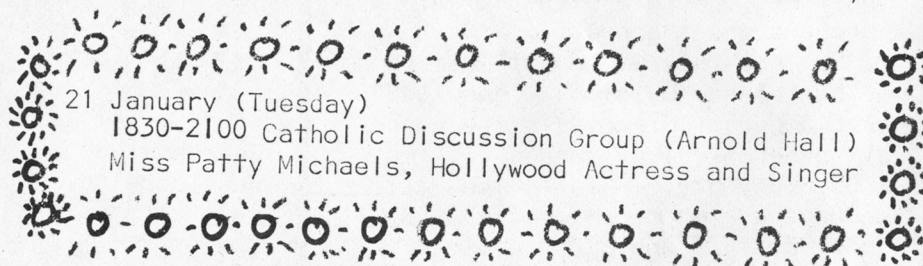 21 January (Tuesday)
1830-2100 Catholic Discussion Group (Arnold Hall)
Miss Patty Michaels, Hollywood Actress and Singer